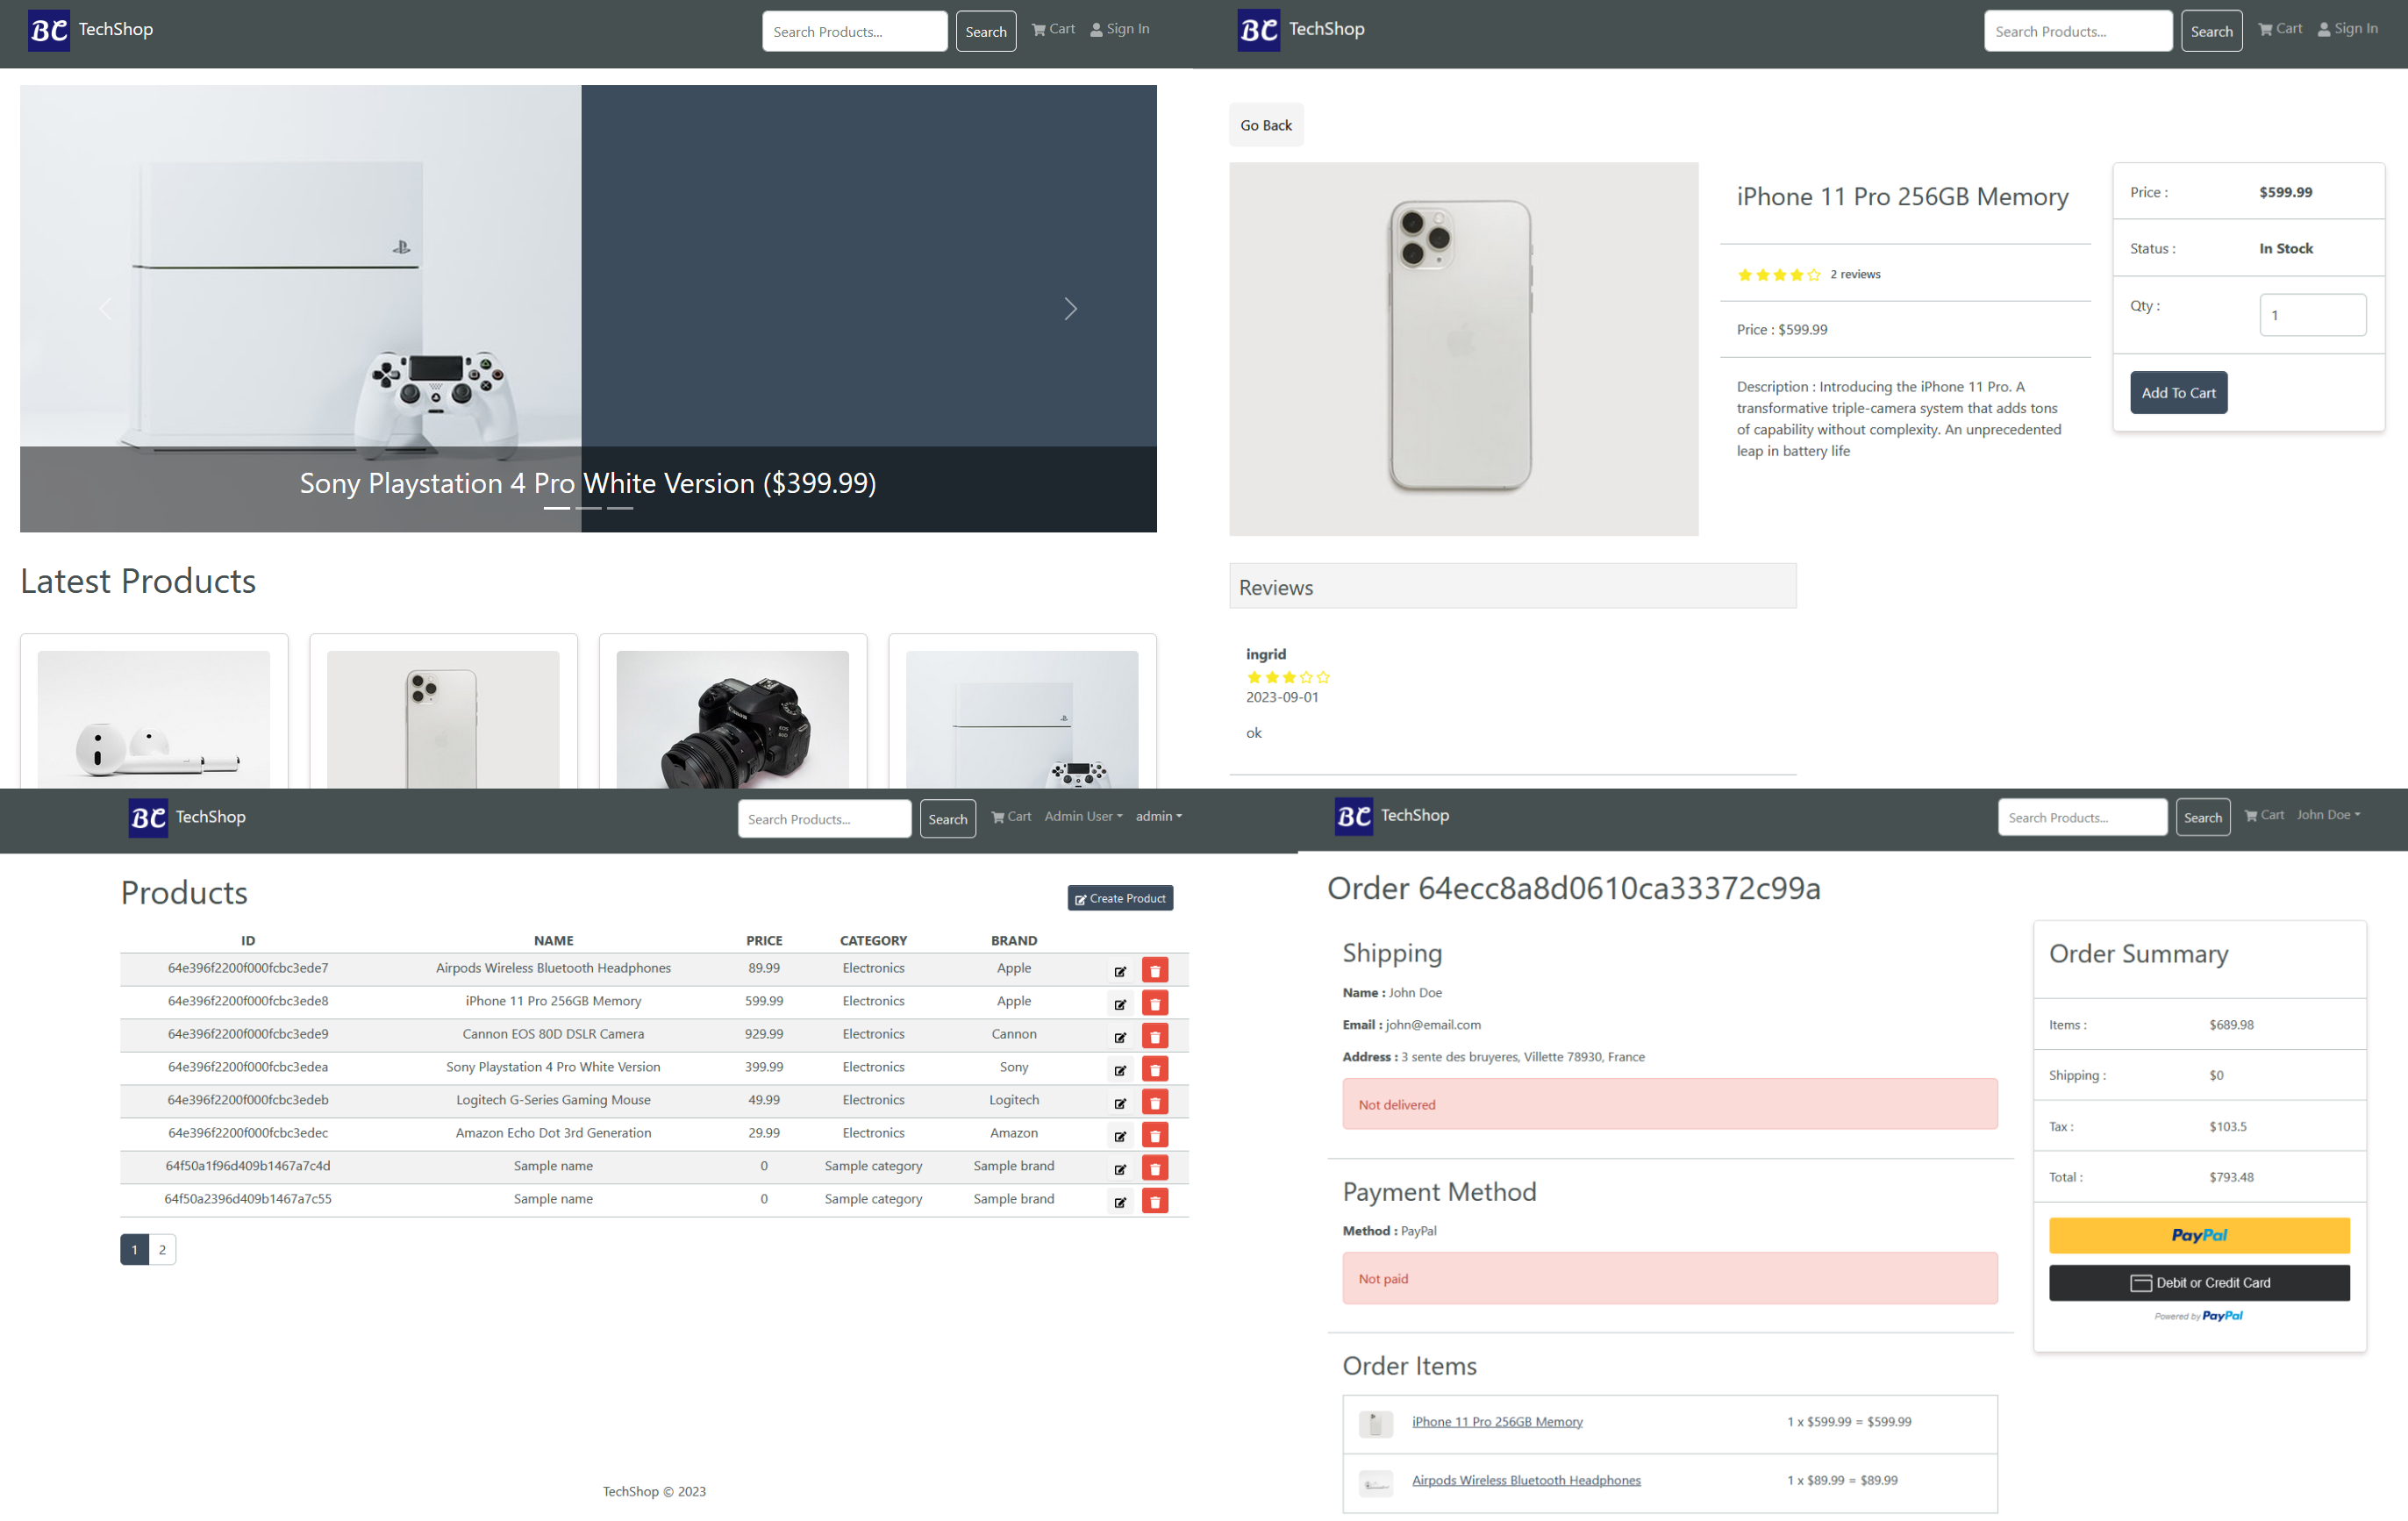 BC TechShop
Search Products...
Search
Cart
Sign In
Sony Playstation 4 Pro White Version ($399.99)
Latest Products
BC TechShop
Search Products...
Search
Cart
Sign In
Go Back
iPhone 11 Pro 256GB Memory
2 reviews
Price : $599.99
Description : Introducing the iPhone 11 Pro. A
transformative triple-camera system that adds tons
of capability without complexity. An unprecedented
leap in battery life
Price : $599.99
Status : In Stock
Qty : 1
Add To Cart
Reviews
ingrid
2023-09-01
ok
BC TechShop
Search Products...
Search
Cart
Admin User
admin
Products
Create Product
ID NAME PRICE CATEGORY BRAND
64e396f2200f000fcbc3ede7 Airpods Wireless Bluetooth Headphones 89.99 Electronics Apple
64e396f2200f000fcbc3ede8 iPhone 11 Pro 256GB Memory 599.99 Electronics Apple
64e396f2200f000fcbc3ede9 Cannon EOS 80D DSLR Camera 929.99 Electronics Cannon
64e396f2200f000fcbc3edea Sony Playstation 4 Pro White Version 399.99 Electronics Sony
64e396f2200f000fcbc3edeb Logitech G-Series Gaming Mouse 49.99 Electronics Logitech
64e396f2200f000fcbc3edec Amazon Echo Dot 3rd Generation 29.99 Electronics Amazon
64f50a1f96d409b1467a7c4d Sample name 0 Sample category Sample brand
64f50a2396d409b1467a7c55 Sample name 0 Sample category Sample brand
1 2
TechShop © 2023
BC TechShop
Search Products...
Search
Cart
John Doe
Order 64ecc8a8d0610ca33372c99a
Shipping
Name : John Doe
Email : john@email.com
Address : 3 sente des bruyeres, Villette 78930, France
Not delivered
Payment Method
Method : PayPal
Not paid
Order Items
iPhone 11 Pro 256GB Memory 1 x $599.99 = $599.99
Airpods Wireless Bluetooth Headphones 1 x $89.99 = $89.99
Order Summary
Items : $689.98
Shipping : $0
Tax : $103.5
Total : $793.48
PayPal
Debit or Credit Card
Powered by PayPal